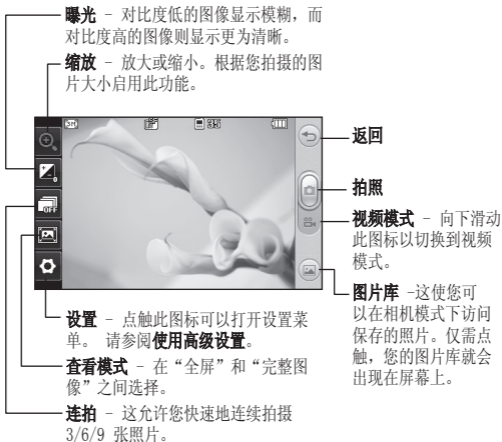 曝光 - 对比度低的图像显示模糊，而
对比度高的图像则显示更为清晰。
缩放 - 放大或缩小。根据您拍摄的图
片大小启用此功能。
5M
35
OFF
返回
拍照
视频模式 - 向下滑动
此图标以切换到视频
模式。
图片库 -这使您可
以在相机模式下访问
保存的照片。仅需点
触，您的图片库就会
出现在屏幕上。
设置 - 点触此图标可以打开设置菜
单。 请参阅使用高级设置。
查看模式 - 在“全屏”和“完整图
像”之间选择。
连拍 - 这允许您快速地连续拍摄
3/6/9 张照片。